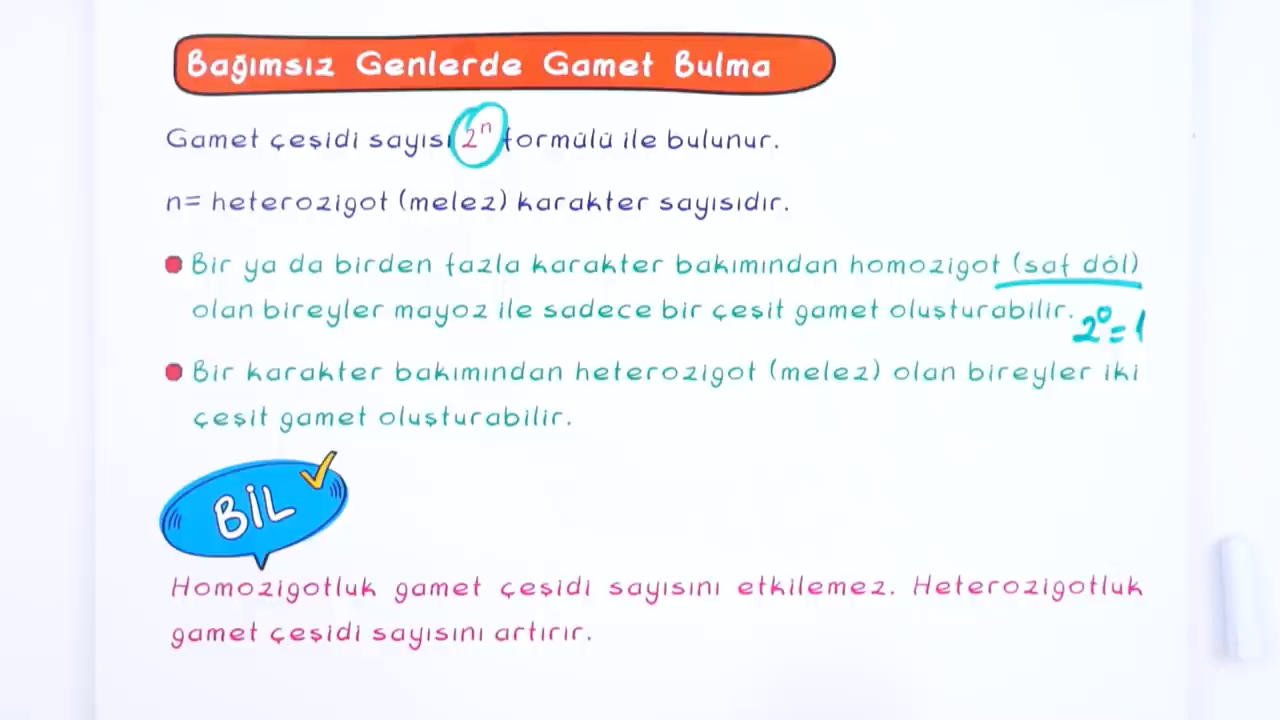 Bağımsız Genlerde Gamet Bulma
Gamet çeşidi sayısı 2ⁿ formülü ile bulunur.
n= heterozigot (melez) karakter sayısıdır.
Bir ya da birden fazla karakter bakımından homozigot (saf döl)
olan bireyler mayoz ile sadece bir çeşit gamet oluşturabilir.
2⁰=1
Bir karakter bakımından heterozigot (melez) olan bireyler iki
çeşit gamet oluşturabilir.
BİL
Homozigotluk gamet çeşidi sayısını etkilemez. Heterozigotluk
gamet çeşidi sayısını artırır.